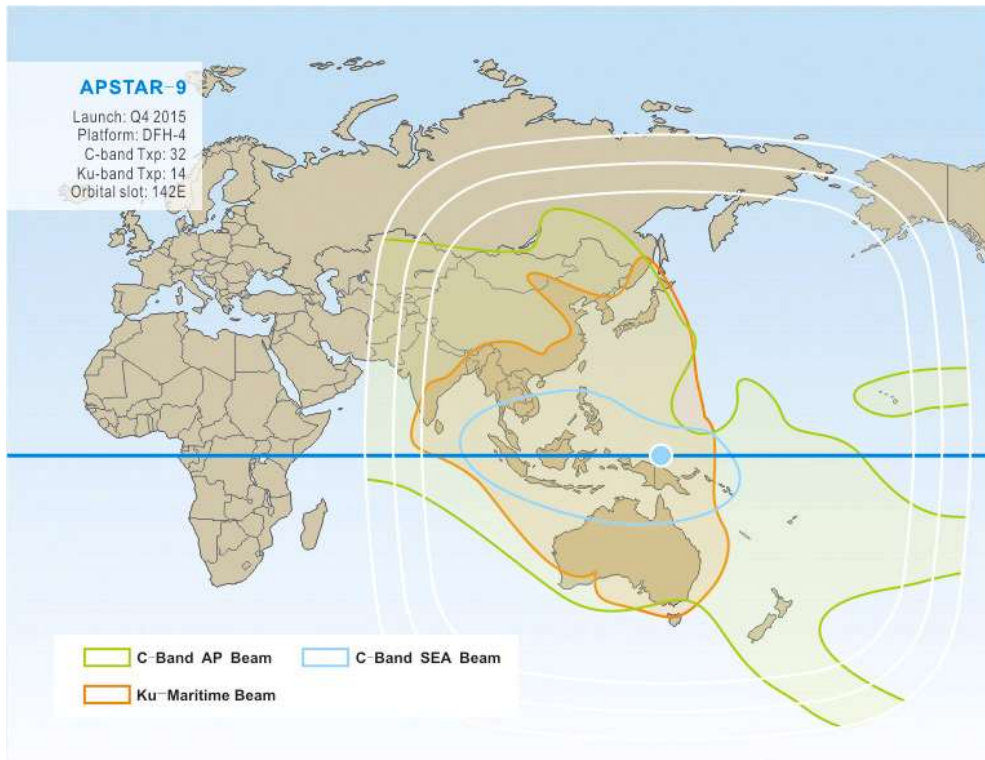 APSTAR-9
Launch: Q4 2015
Platform: DFH-4
C-band Txp: 32
Ku-band Txp: 14
Orbital slot: 142E
C-Band AP Beam
C-Band SEA Beam
Ku-Maritime Beam